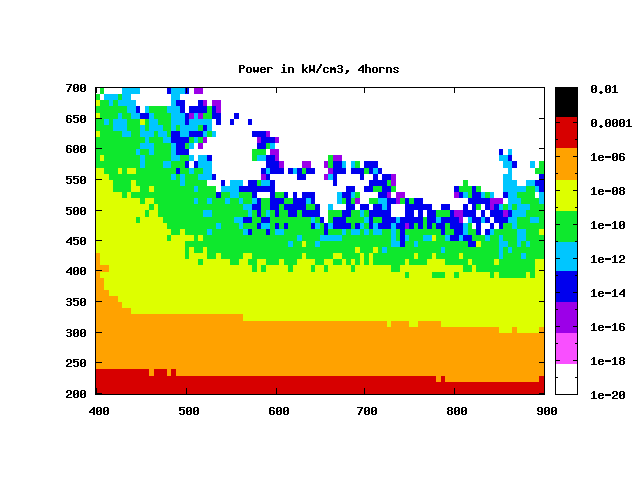 Power in kW/cm3, 4horns
700
650
600
550
500
450
400
350
300
250
200
400 500 600 700 800 900
0.01
0.0001
1e-06
1e-08
1e-10
1e-12
1e-14
1e-16
1e-18
1e-20